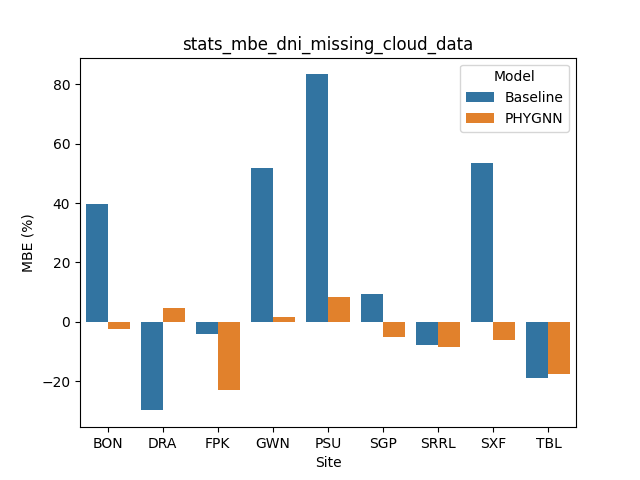 stats_mbe_dni_missing_cloud_data
Model
Baseline
PHYGNN
MBE (%)
80
60
40
20
0
−20
BON DRA FPK GWN PSU SGP SRRL SXF TBL
Site